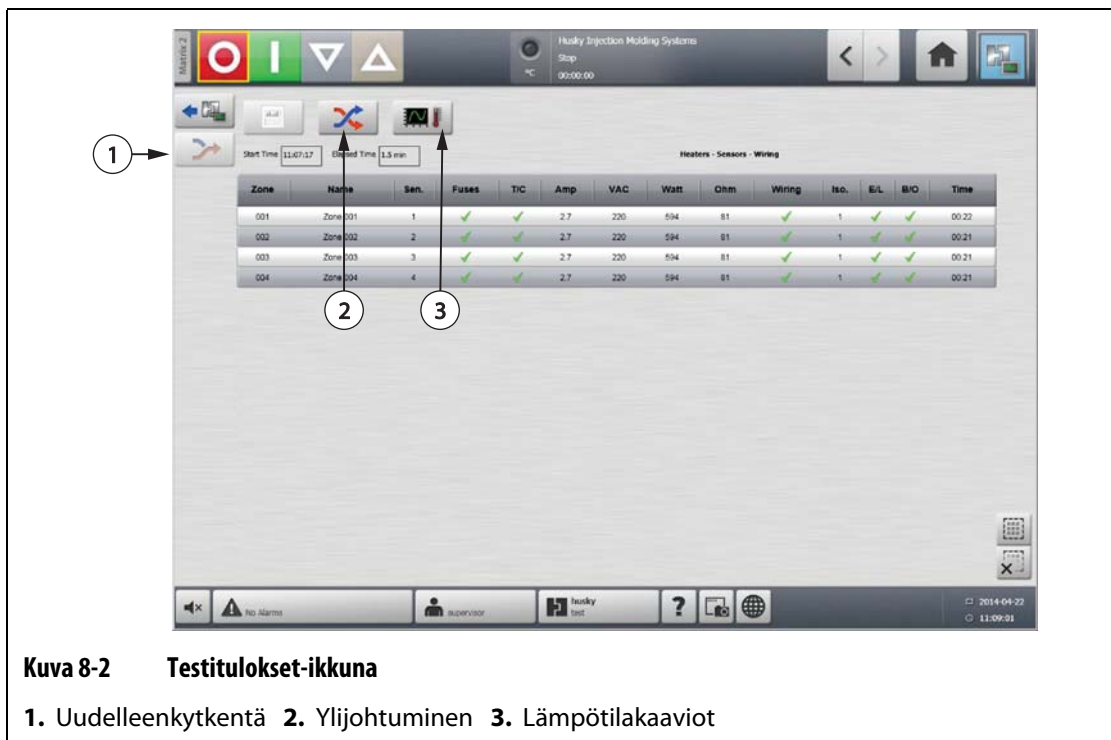 Matrix 2
Husky Injection Molding Systems
Stop
°C 00:00:00
1
Start Time 11:07:17 Elapsed Time 1.5 min Heaters - Sensors - Wiring
Zone Name Sen. Fuses T/C Amp VAC Watt Ohm Wiring Iso. E/L B/O Time
001 Zone 001 1 ✓ ✓ 2.7 220 594 81 ✓ 1 ✓ ✓ 00:22
002 Zone 002 2 ✓ ✓ 2.7 220 594 81 ✓ 1 ✓ ✓ 00:21
003 Zone 003 3 ✓ ✓ 2.7 220 594 81 ✓ 1 ✓ ✓ 00:21
004 Zone 004 4 ✓ ✓ 2.7 220 594 81 ✓ 1 ✓ ✓ 00:21
2 3
No Alarms supervisor husky test ? 2014-04-22
11:09:01
Kuva 8-2 Testitulokset-ikkuna
1. Uudelleenkytkentä 2. Ylijohtuminen 3. Lämpötilakaaviot